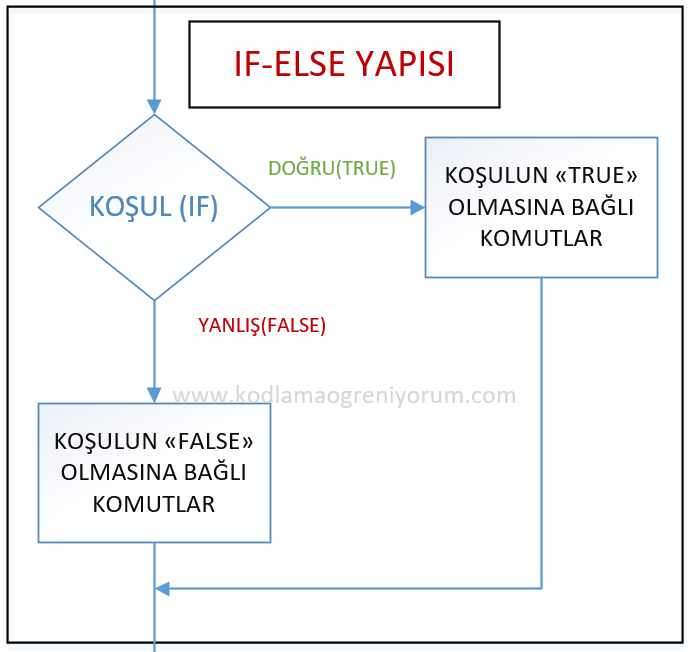 IF-ELSE YAPISI
DOĞRU(TRUE)
KOŞUL (IF)
KOŞULUN «TRUE»
OLMASINA BAĞLI
KOMUTLAR
YANLIŞ(FALSE)
www.kodlamaogreniyorum.com
KOŞULUN «FALSE»
OLMASINA BAĞLI
KOMUTLAR